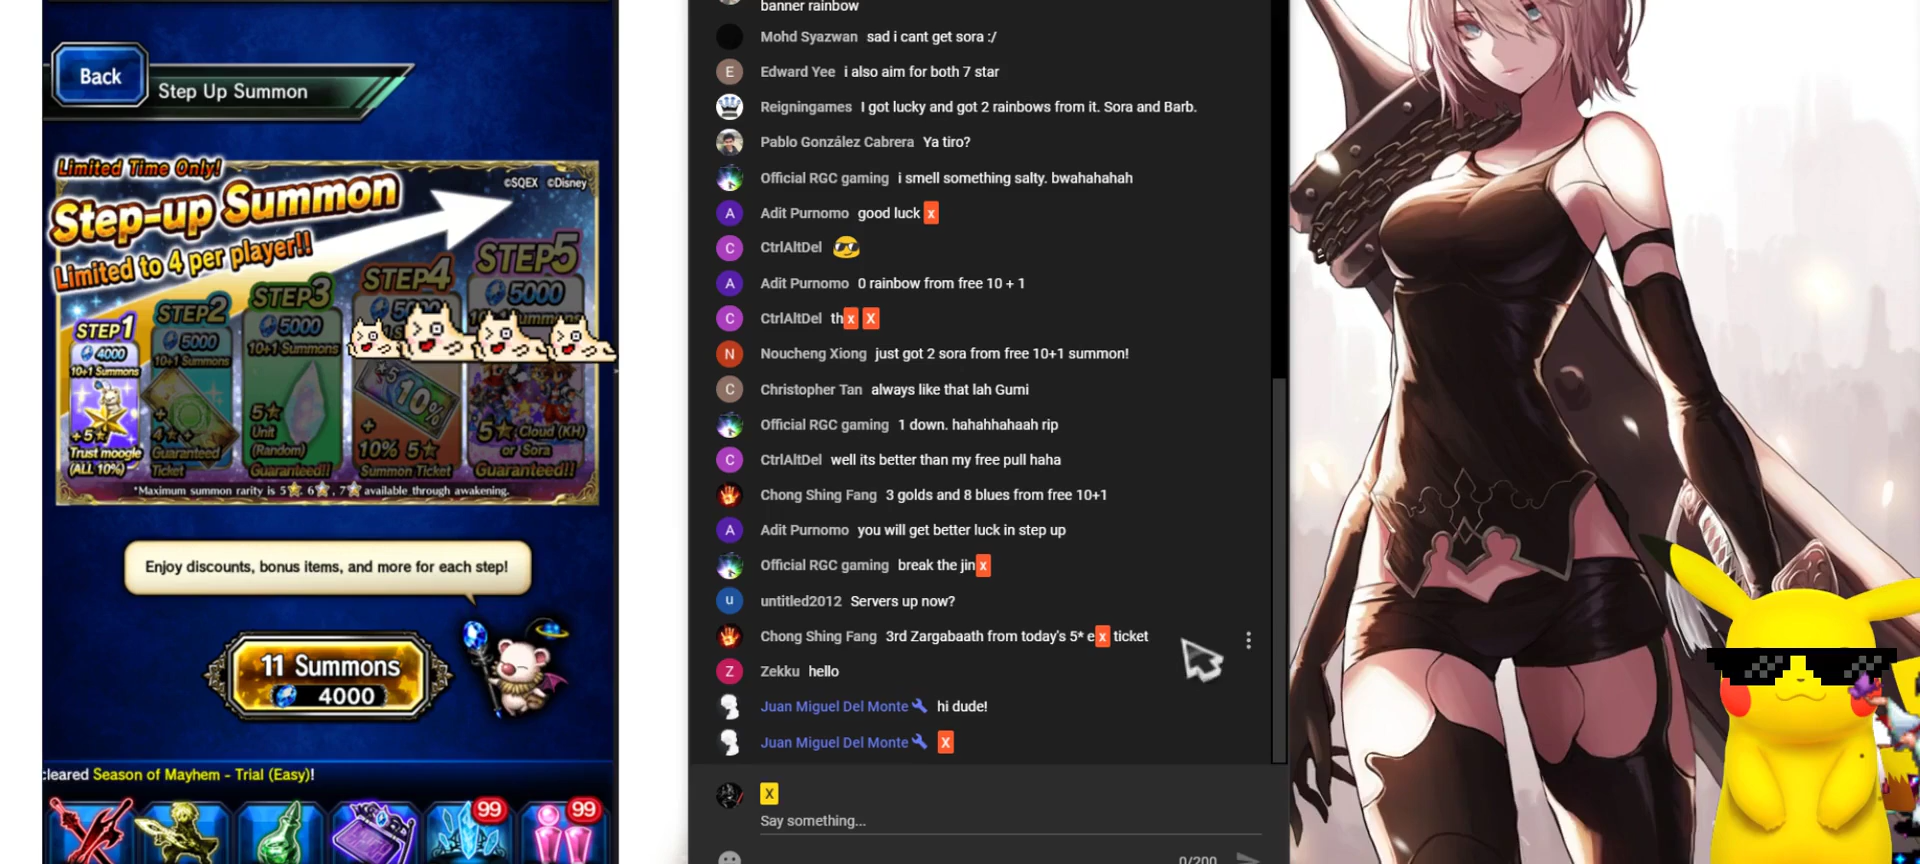 Back
Step Up Summon
Limited Time Only!
©SQEX ©Disney
Step-up Summon
Limited to 4 per player!!
STEP1
4000
10+1 Summons
+5★
Trust moogle
(ALL 10%)
STEP2
5000
10+1 Summons
+
4★+
Guaranteed
Ticket
STEP3
5000
10+1 Summons
5★
Unit
(Random)
Guaranteed!!
STEP4
★5
10%
+
10% 5★
Summon Ticket
STEP5
5000
5★ Cloud (KH)
or Sora
Guaranteed!!
*Maximum summon rarity is 5★. 6★, 7★ available through awakening.
Enjoy discounts, bonus items, and more for each step!
11 Summons
4000
cleared Season of Mayhem - Trial (Easy)!
99
99
banner rainbow
Mohd Syazwan sad i cant get sora :/
E Edward Yee i also aim for both 7 star
Reigningames I got lucky and got 2 rainbows from it. Sora and Barb.
Pablo González Cabrera Ya tiro?
Official RGC gaming i smell something salty. bwahahahah
A Adit Purnomo good luck x
C CtrlAltDel 😎
A Adit Purnomo 0 rainbow from free 10 + 1
C CtrlAltDel thx X
N Noucheng Xiong just got 2 sora from free 10+1 summon!
C Christopher Tan always like that lah Gumi
Official RGC gaming 1 down. hahahhahaah rip
C CtrlAltDel well its better than my free pull haha
Chong Shing Fang 3 golds and 8 blues from free 10+1
A Adit Purnomo you will get better luck in step up
Official RGC gaming break the jinx
u untitled2012 Servers up now?
Chong Shing Fang 3rd Zargabaath from today's 5* ex ticket
Z Zekku hello
Juan Miguel Del Monte hi dude!
Juan Miguel Del Monte X
X
Say something...
0/200